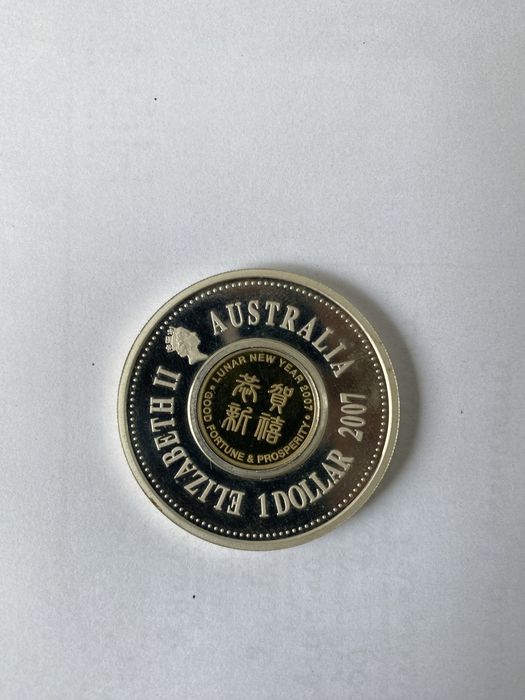 ELIZABETH II AUSTRALIA
1 DOLLAR 2007
LUNAR NEW YEAR 2007
GOOD FORTUNE & PROSPERITY
恭賀
新禧